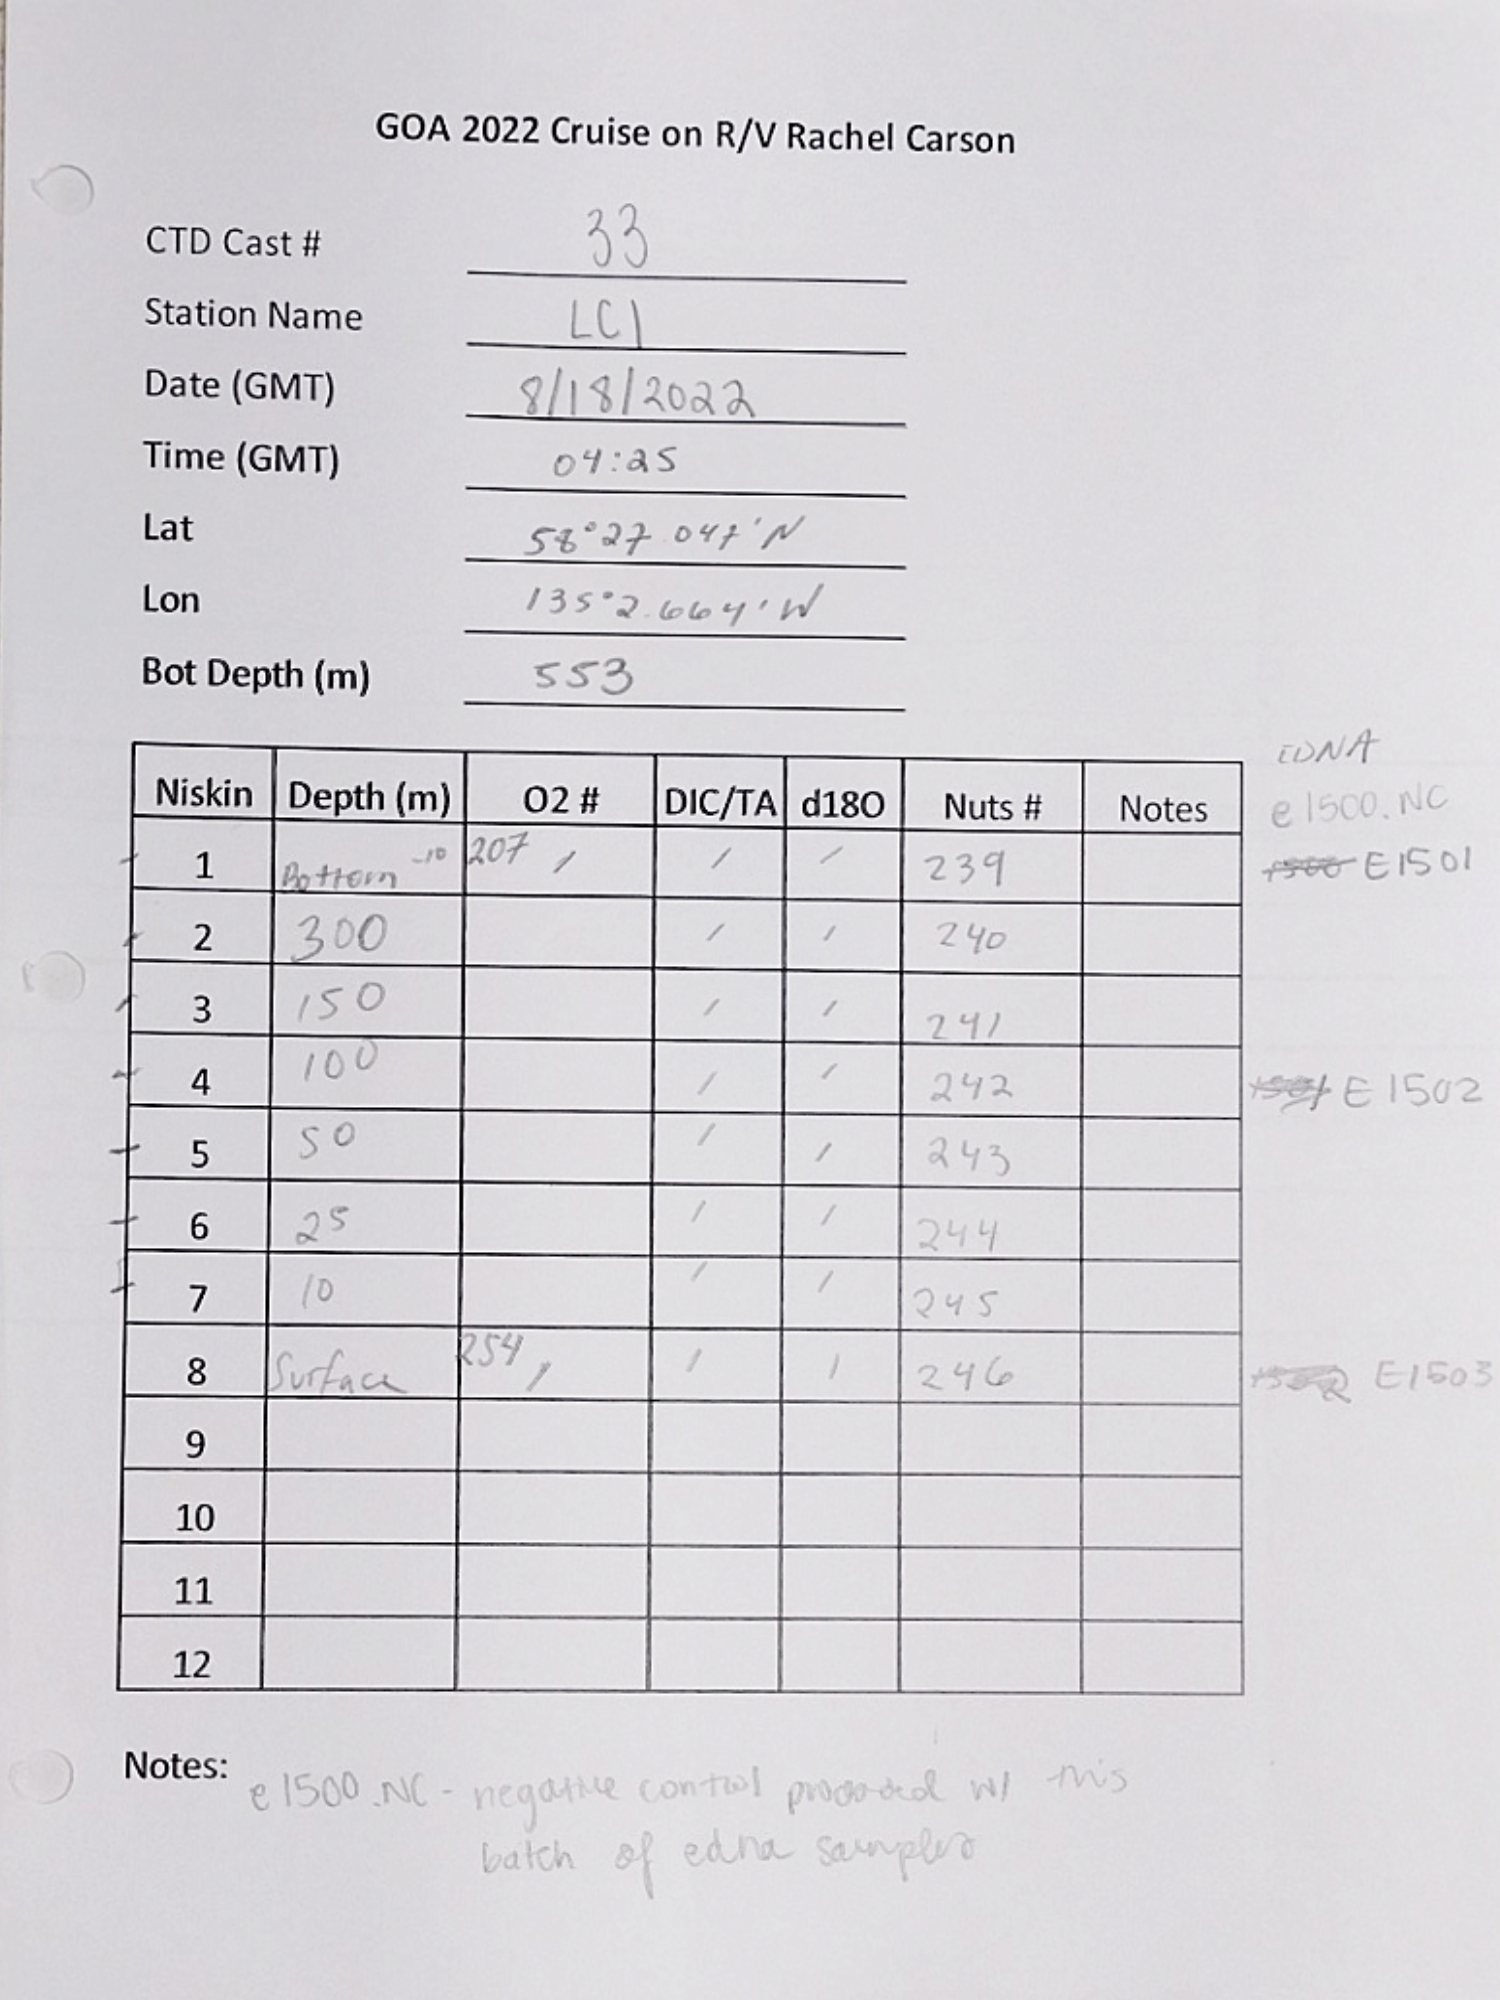 GOA 2022 Cruise on R/V Rachel Carson
CTD Cast # 33
Station Name LC1
Date (GMT) 8/18/2022
Time (GMT) 04:25
Lat 58°27.047'N
Lon 135°2.664'W
Bot Depth (m) 553
EDNA
Niskin Depth (m) O2 # DIC/TA d18O Nuts # Notes e1500.NC
1 Bottom -10 207 / / / 239 1500 E1501
2 300 / / 240
3 150 / / 241
4 100 / / 242 1501 E1502
5 50 / / 243
6 25 / / 244
7 10 / / 245
8 Surface 254 / / / 246 1502 E1503
9
10
11
12
Notes: e1500.NC - negative control processed w/ this
batch of edna samples